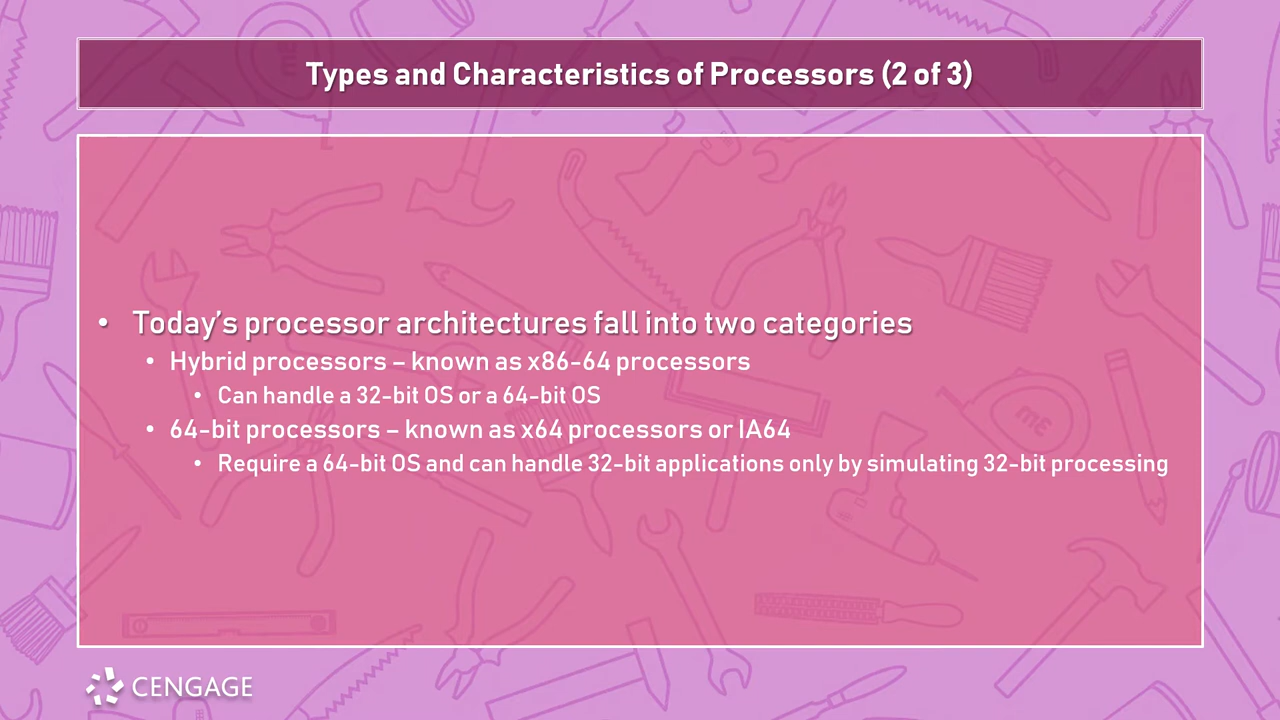 Types and Characteristics of Processors (2 of 3)
• Today's processor architectures fall into two categories
• Hybrid processors – known as x86-64 processors
• Can handle a 32-bit OS or a 64-bit OS
• 64-bit processors – known as x64 processors or IA64
• Require a 64-bit OS and can handle 32-bit applications only by simulating 32-bit processing
CENGAGE